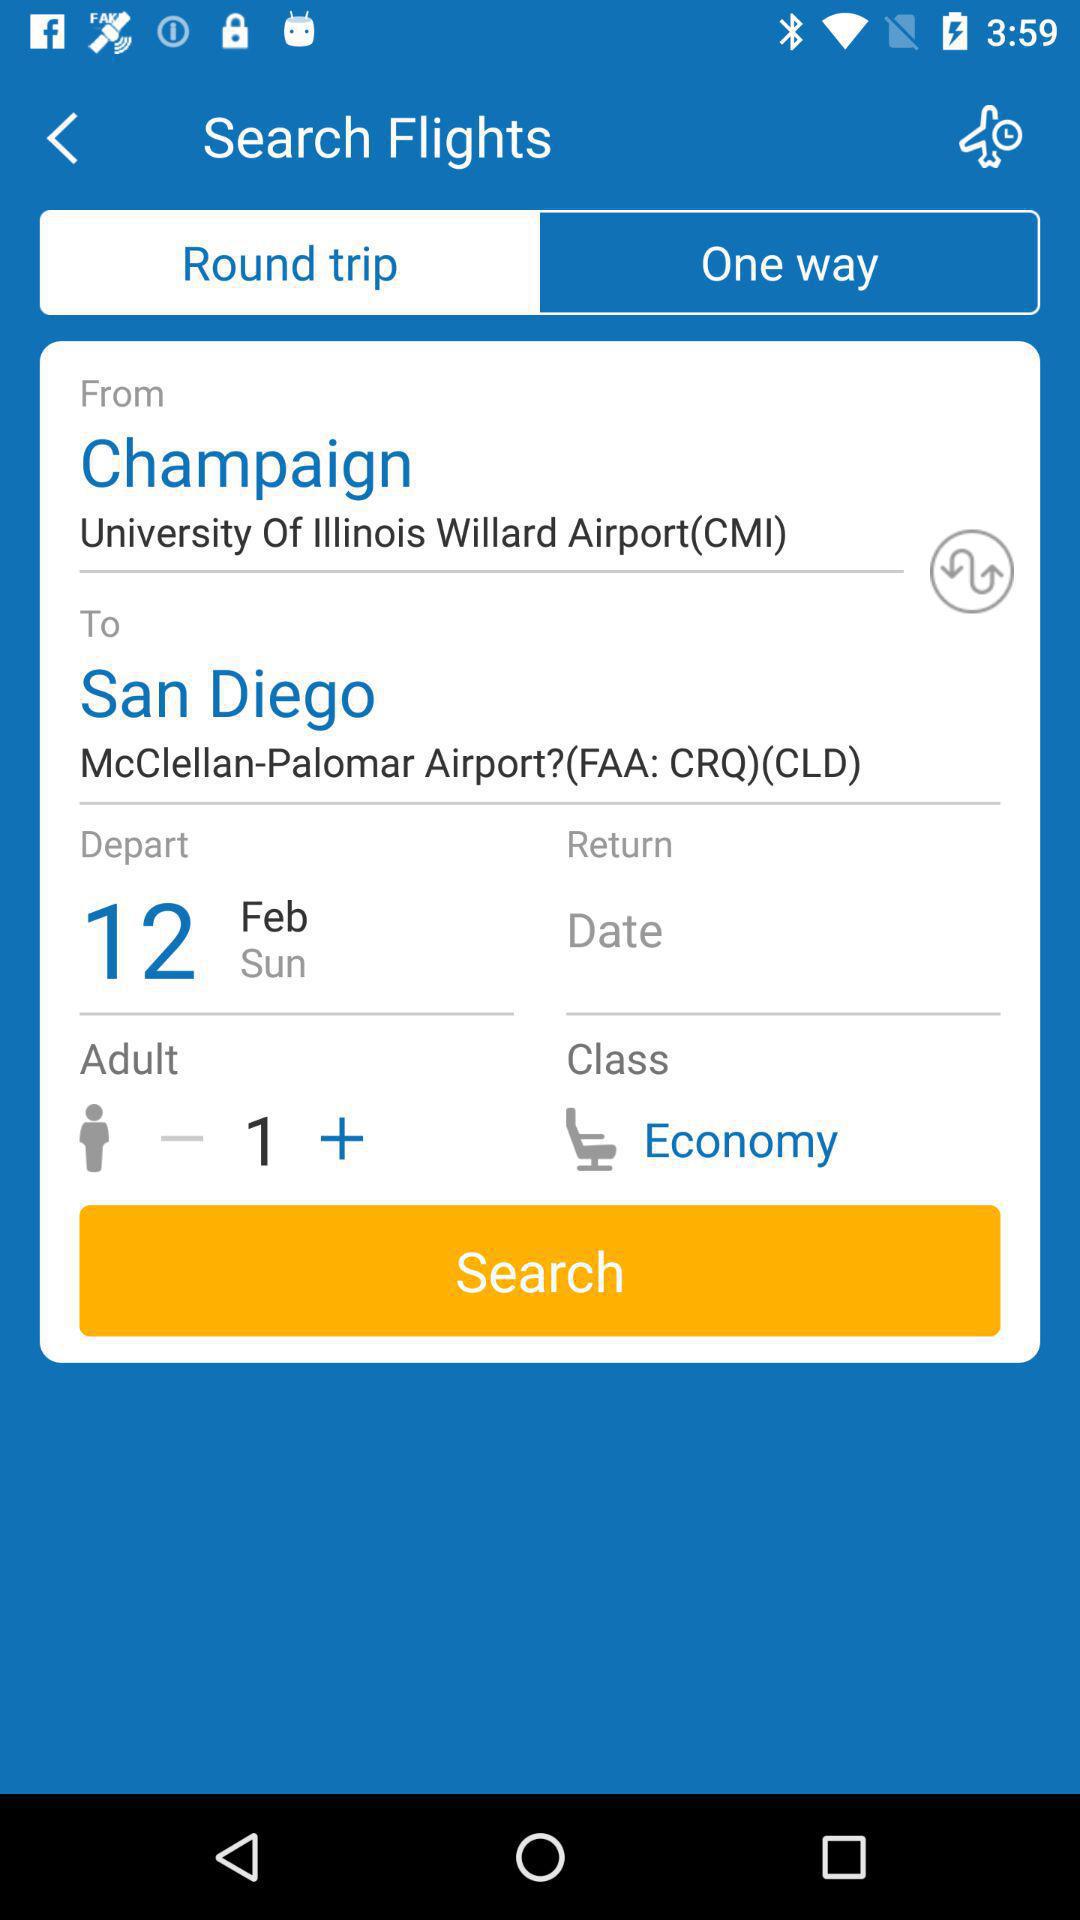 FAKE
3:59
Search Flights
Round trip
One way
From
Champaign
University Of Illinois Willard Airport(CMI)
To
San Diego
McClellan-Palomar Airport?(FAA: CRQ)(CLD)
Depart
Return
12
Feb
Sun
Date
Adult
Class
1
Economy
Search